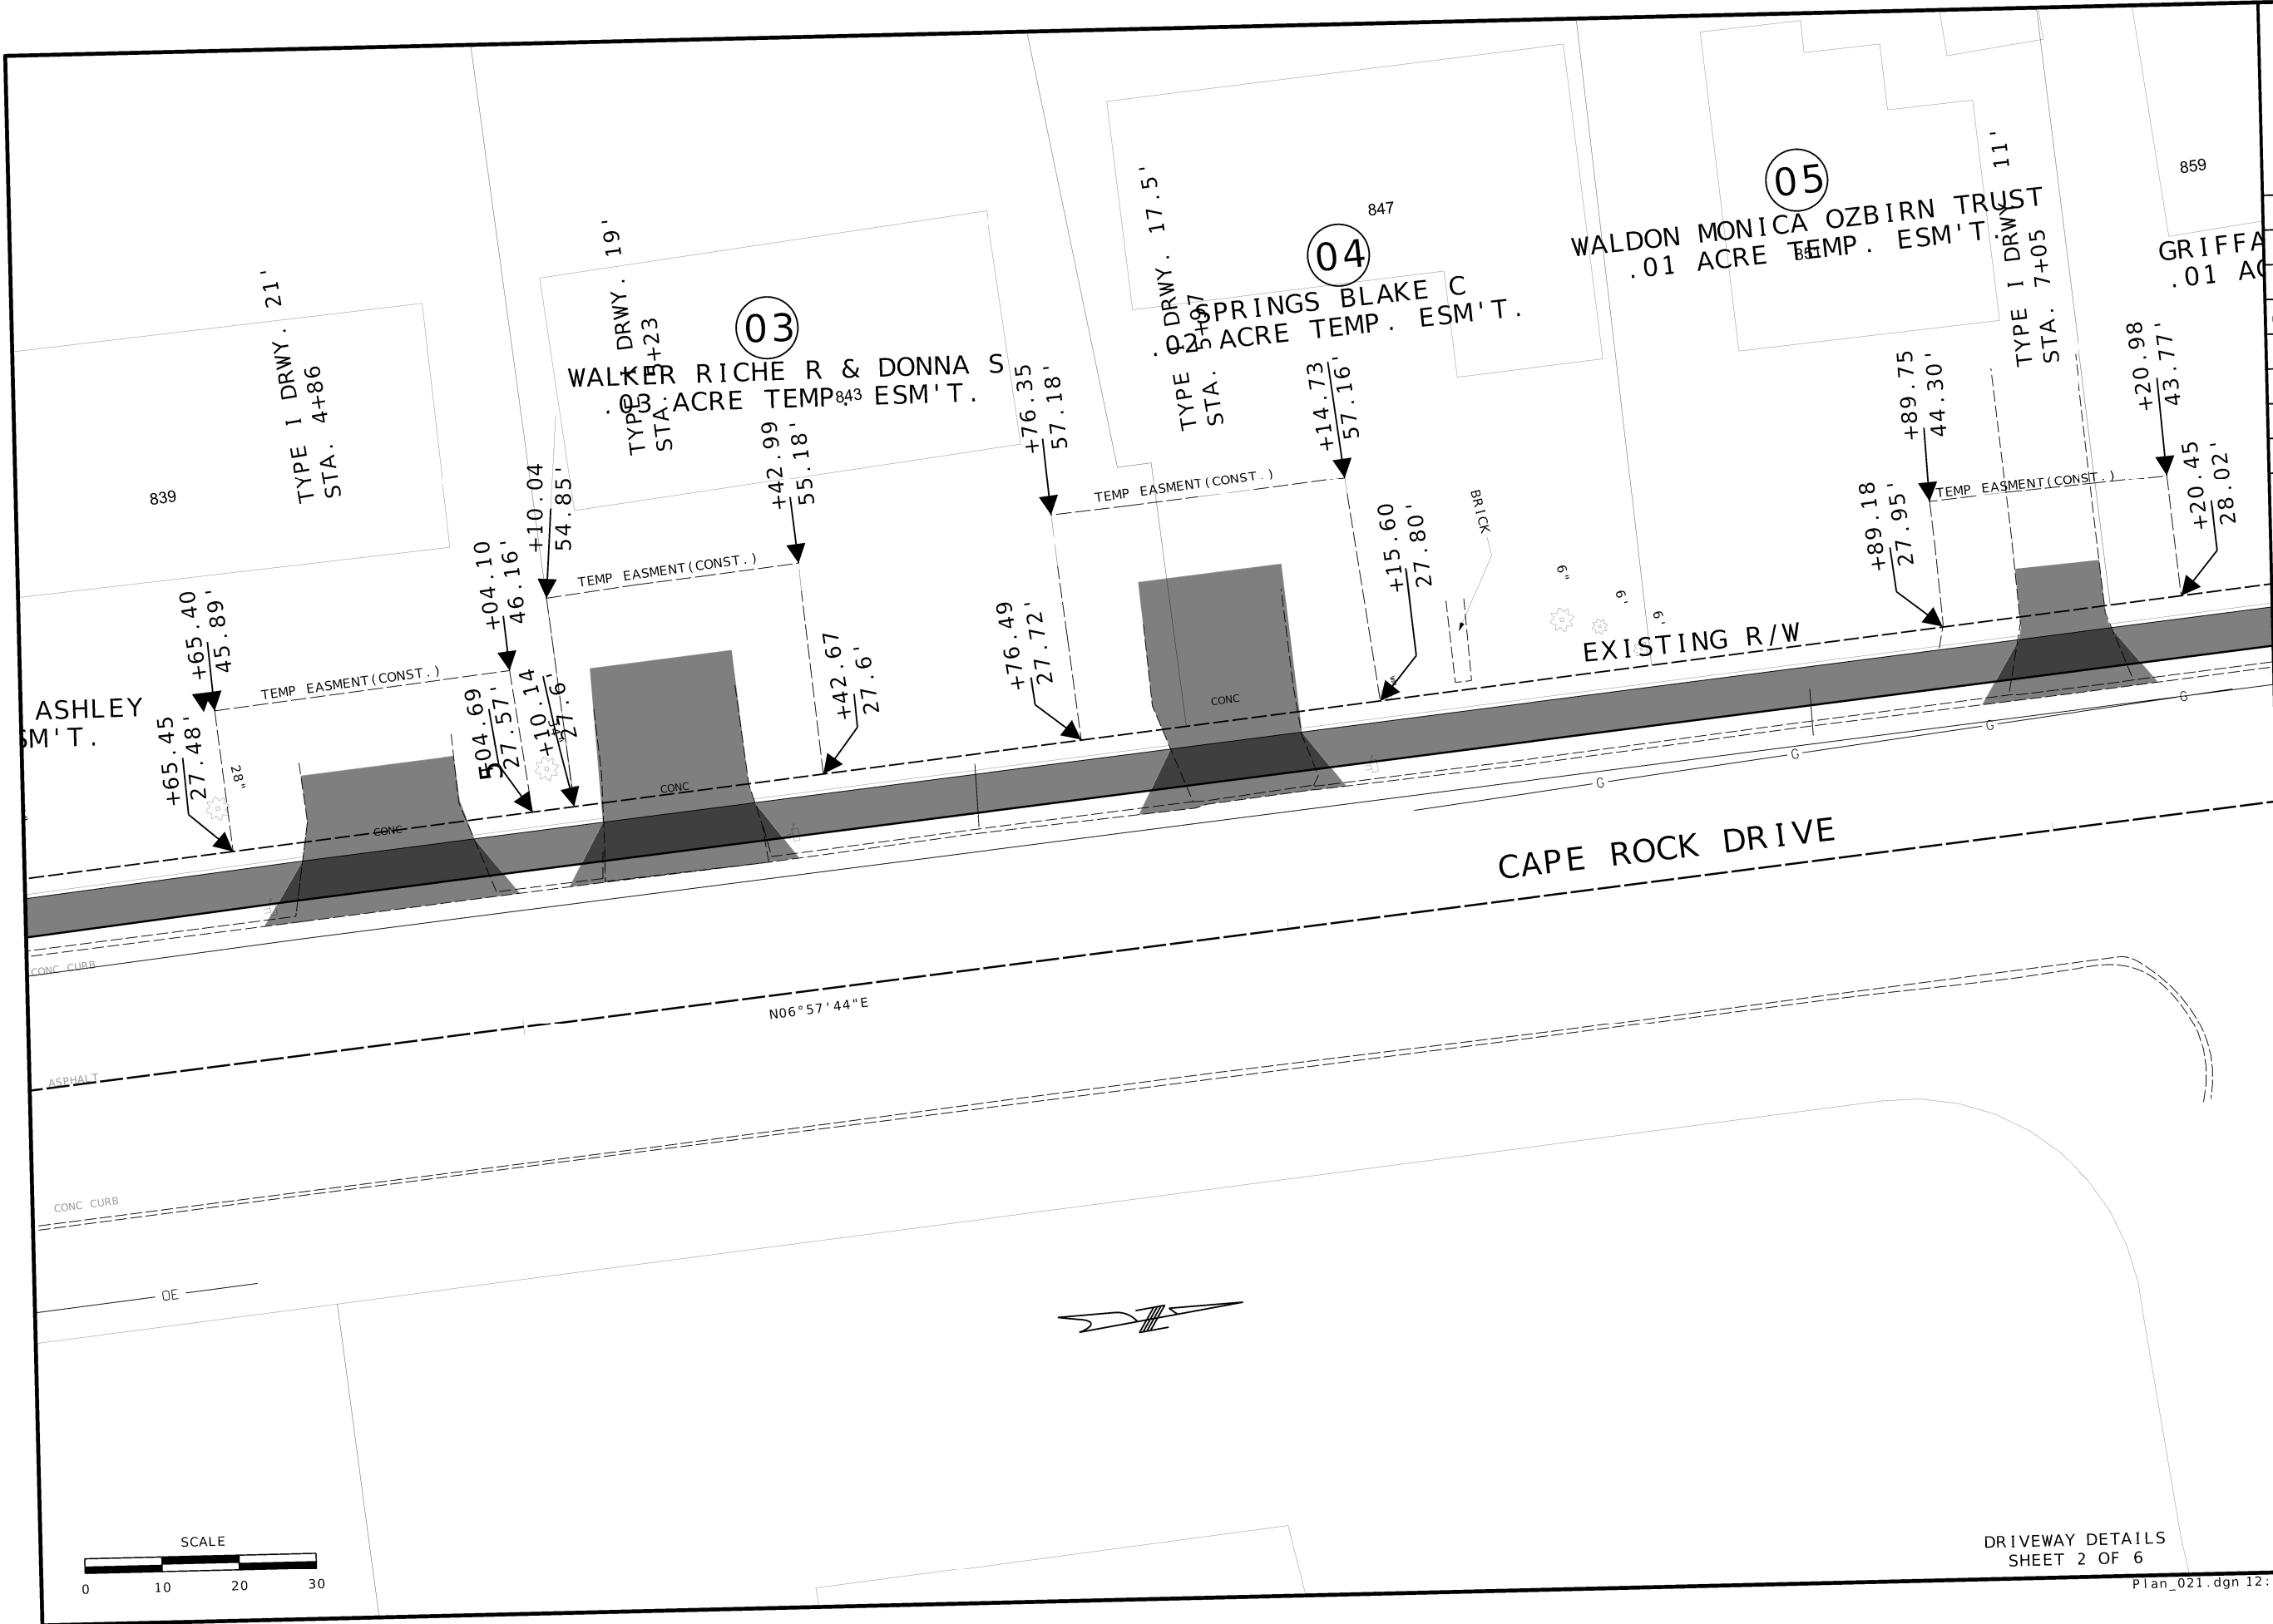 TYPE I DRWY. 21'
STA. 4+86
839
ASHLEY
SM'T.
+65.40
45.89'
+65.45
27.48'
28"
TEMP EASMENT(CONST.)
+04.10
46.16'
+04.69
27.57'
5
+10.04
54.85'
+10.14
27.6'
TYPE I DRWY. 19'
STA. 5+23
03
WALKER RICHE R & DONNA S
.03 ACRE TEMP. ESM'T.
843
TEMP EASMENT(CONST.)
+42.99
55.18'
+42.67
27.6'
CONC
CONC
+76.35
57.18'
+76.49
27.72'
TYPE I DRWY. 17.5'
STA. 5+97
847
04
SPRINGS BLAKE C
.02 ACRE TEMP. ESM'T.
TEMP EASMENT(CONST.)
+14.73
57.16'
+15.60
27.80'
CONC
BRICK
6"
6'
6'
05
WALDON MONICA OZBIRN TRUST
.01 ACRE TEMP. ESM'T.
851
EXISTING R/W
+89.75
44.30'
+89.18
27.95'
TYPE I DRWY. 11'
STA. 7+05
TEMP EASMENT(CONST.)
859
GRIFFA
.01 AC
+20.98
43.77'
+20.45
28.02'
G
G
G
G
CAPE ROCK DRIVE
CONC CURB
N06°57'44"E
ASPHALT
CONC CURB
OE
SCALE
0 10 20 30
DRIVEWAY DETAILS
SHEET 2 OF 6
Plan_021.dgn 12: